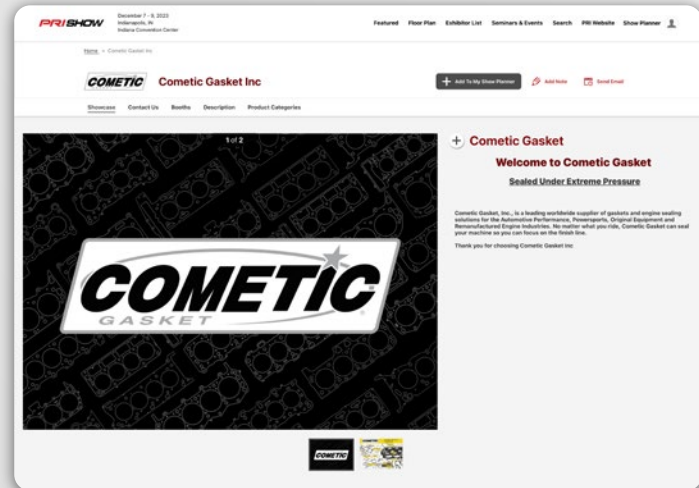 PRI SHOW
December 7 - 9, 2023
Indianapolis, IN
Indiana Convention Center
Featured Floor Plan Exhibitor List Seminars & Events Search PRI Website Show Planner
Home » Cometic Gasket Inc
COMETIC
Cometic Gasket Inc
Add To My Show Planner
Add Note
Send Email
Showcase Contact Us Booths Description Product Categories
1 of 2
COMETIC
GASKET
Cometic Gasket
Welcome to Cometic Gasket
Sealed Under Extreme Pressure
Cometic Gasket, Inc., is a leading worldwide supplier of gaskets and engine sealing
solutions for the Automotive Performance, Powersports, Original Equipment and
Remanufactured Engine Industries. No matter what you ride, Cometic Gasket can seal
your machine so you can focus on the finish line.
Thank you for choosing Cometic Gasket Inc
COMETIC